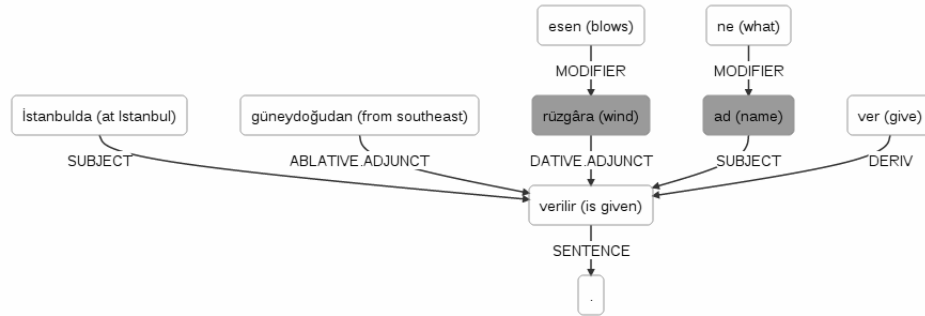 esen (blows) ne (what)
MODIFIER MODIFIER
İstanbulda (at Istanbul) güneydoğudan (from southeast) rüzgâra (wind) ad (name) ver (give)
SUBJECT ABLATIVE.ADJUNCT DATIVE.ADJUNCT SUBJECT DERIV
verilir (is given)
SENTENCE
.